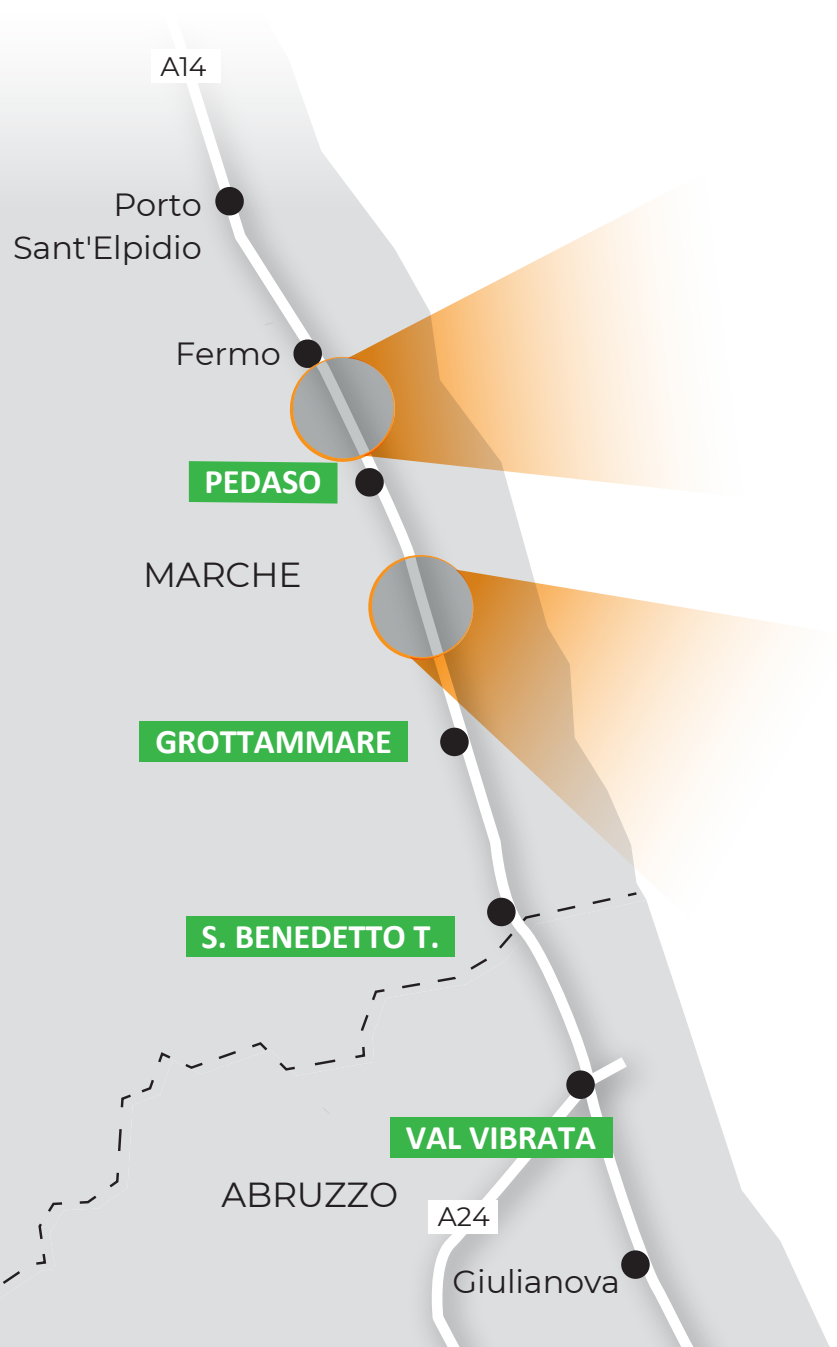 A14
Porto
Sant'Elpidio
Fermo
PEDASO
MARCHE
GROTTAMMARE
S. BENEDETTO T.
VAL VIBRATA
ABRUZZO
A24
Giulianova